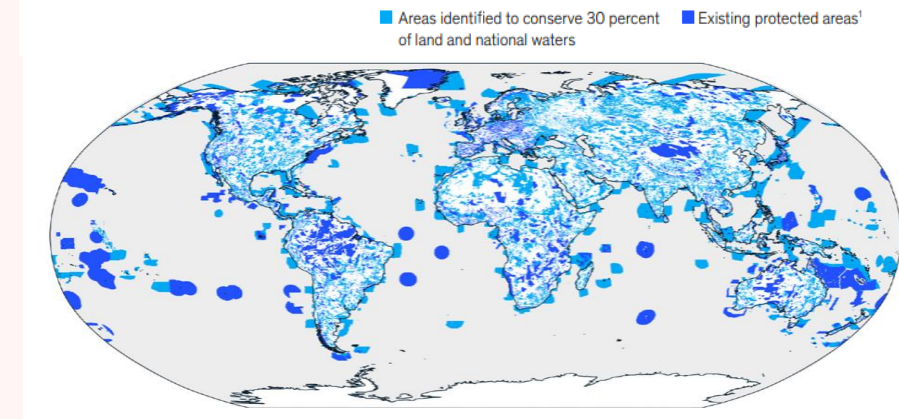 Areas identified to conserve 30 percent
of land and national waters
Existing protected areas¹